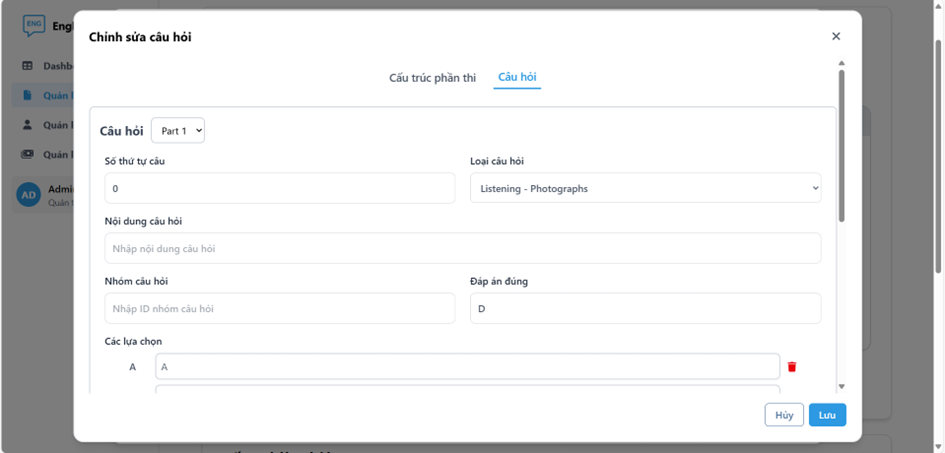 Chỉnh sửa câu hỏi
ENG
Engl
Cấu trúc phần thi
Câu hỏi
Dashb
Quản l
Câu hỏi
Part 1
Quản l
Số thứ tự câu
Loại câu hỏi
Quản l
0
Listening - Photographs
AD
Admi
Quản t
Nội dung câu hỏi
Nhập nội dung câu hỏi
Nhóm câu hỏi
Đáp án đúng
Nhập ID nhóm câu hỏi
D
Các lựa chọn
A
A
Hủy
Lưu